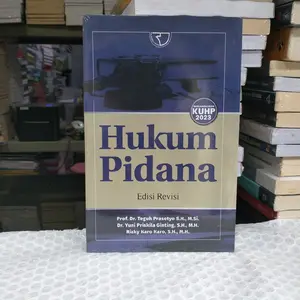 KUHP
2023
Hukum
Pidana
Edisi Revisi
Prof. Dr. Teguh Prasetyo S.H., M.Si.
Dr. Yuni Priskila Ginting, S.H., M.H.
Rizky Karo Karo, S.H., M.H.